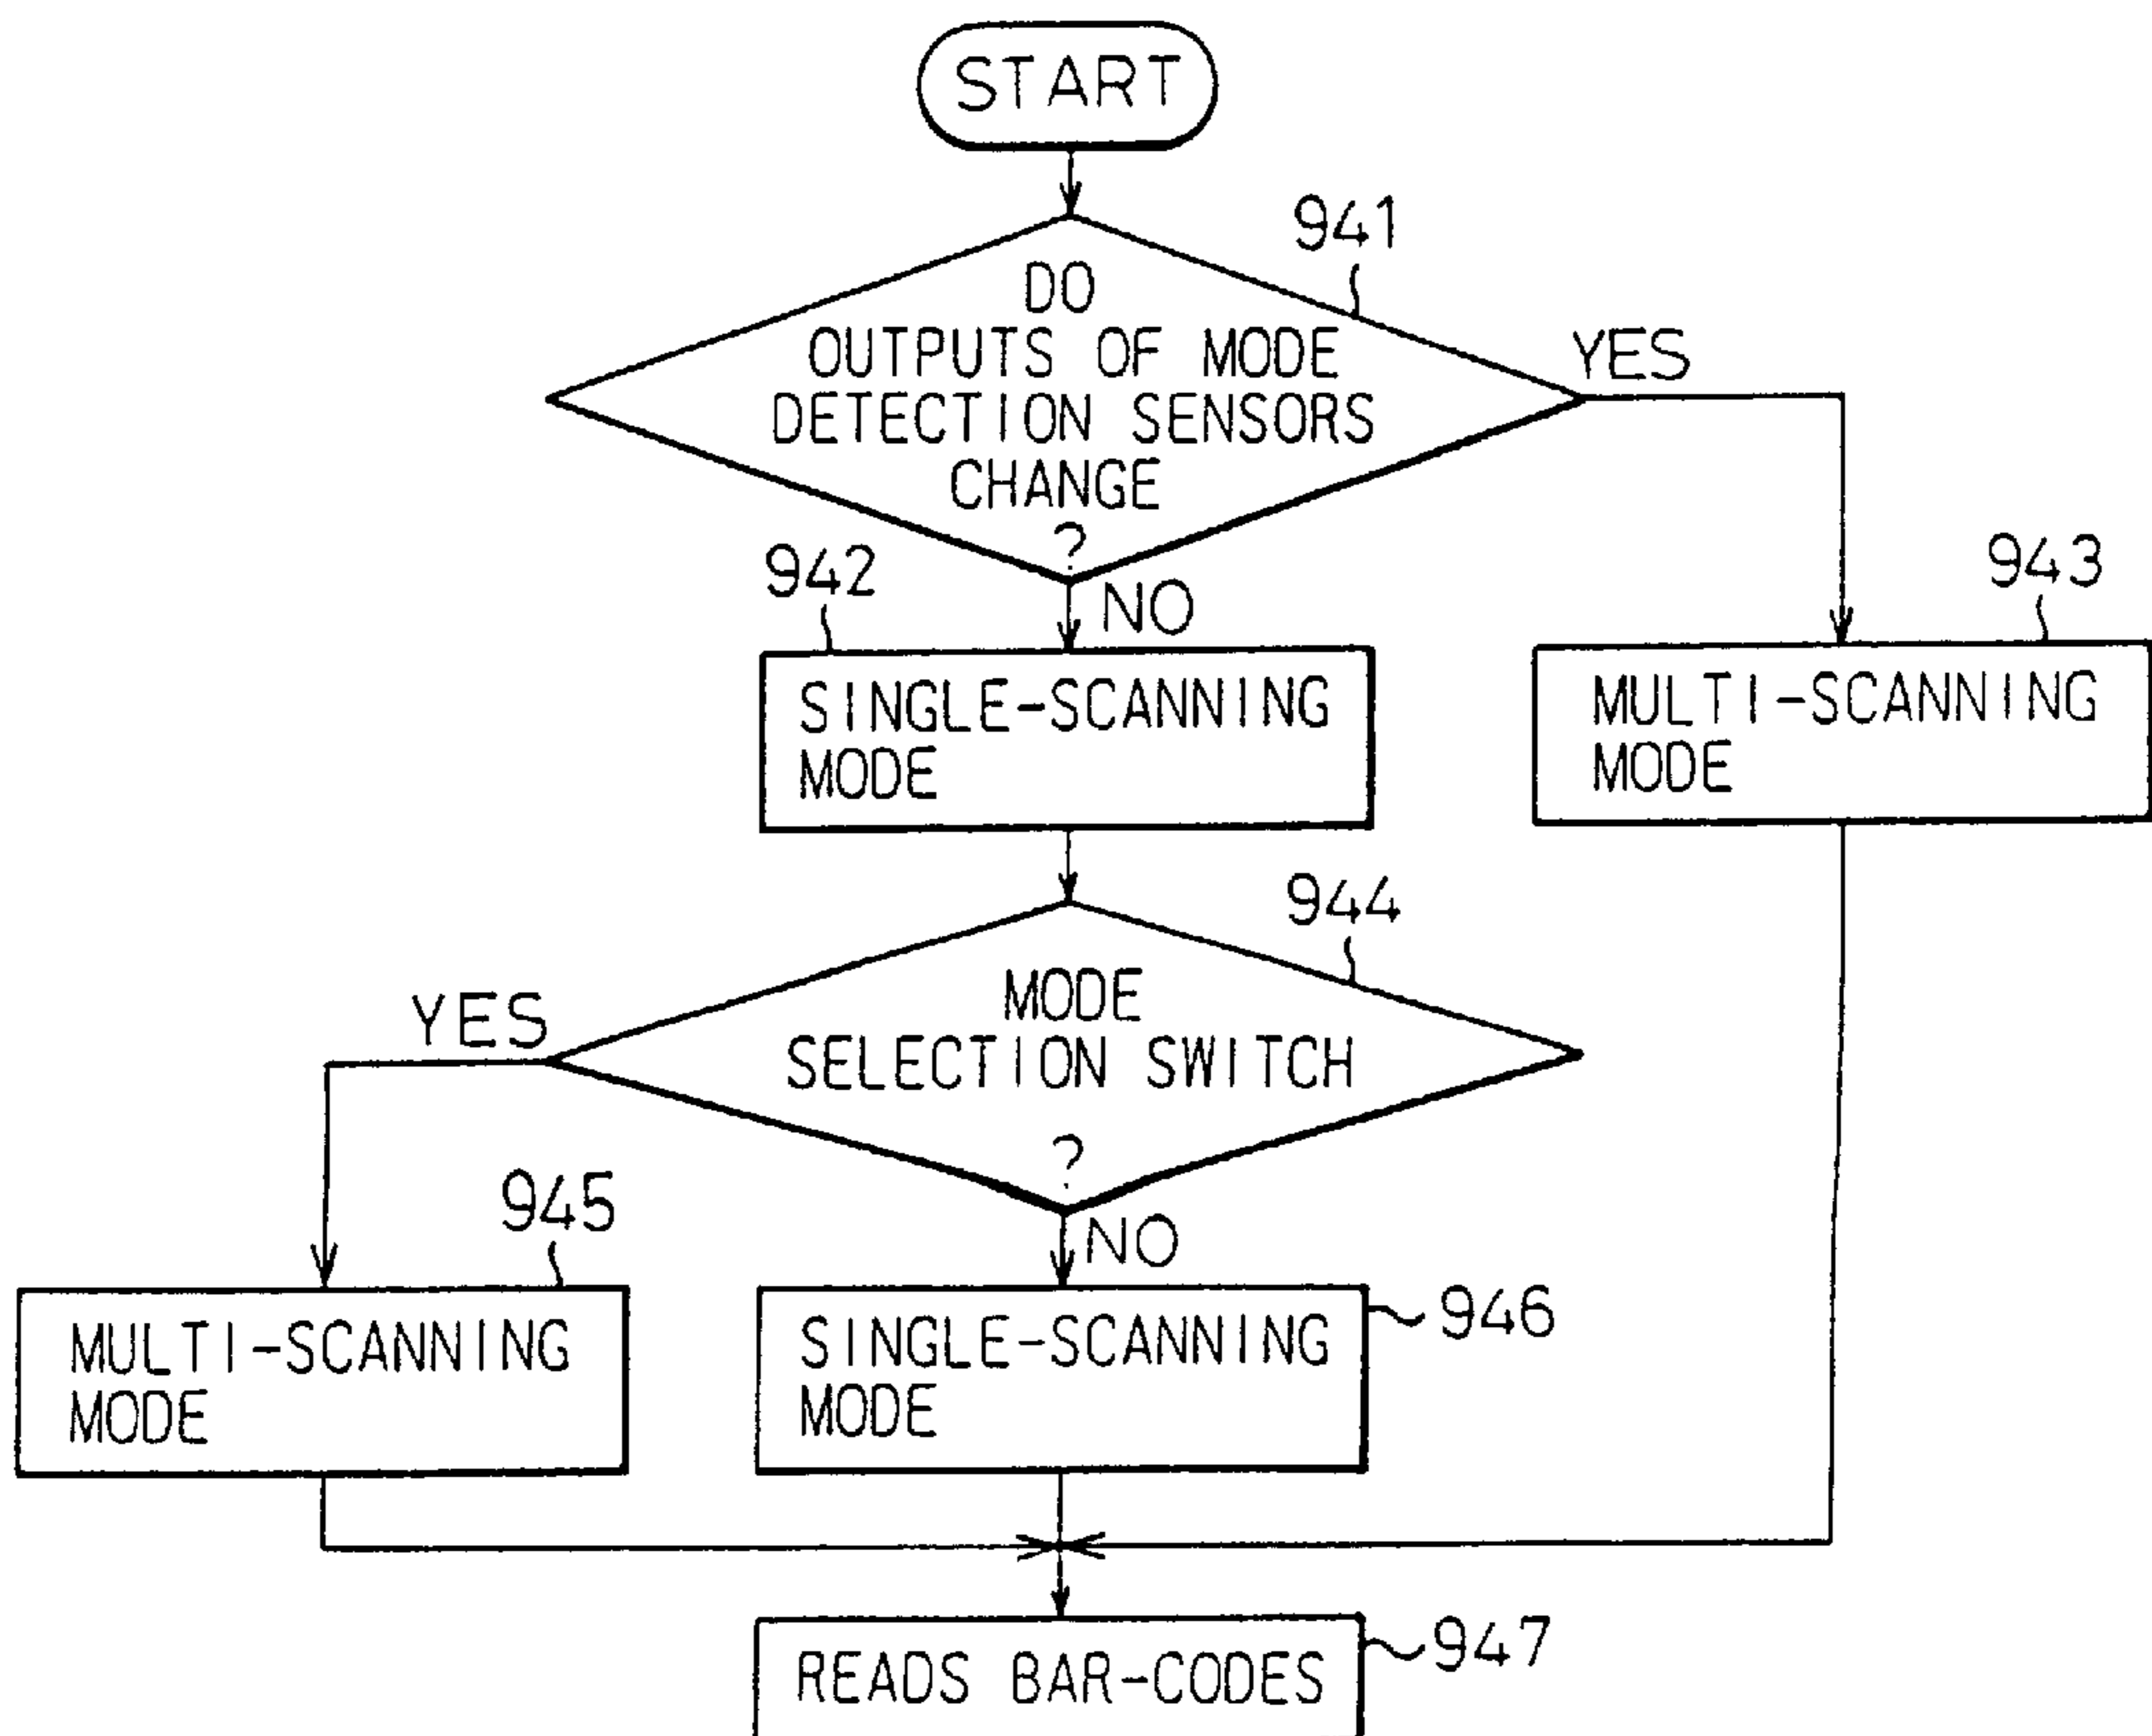 START
941
DO
OUTPUTS OF MODE
DETECTION SENSORS
CHANGE
?
YES
942
NO
943
SINGLE-SCANNING
MODE
MULTI-SCANNING
MODE
944
MODE
SELECTION SWITCH
?
YES
945
NO
946
MULTI-SCANNING
MODE
SINGLE-SCANNING
MODE
947
READS BAR-CODES